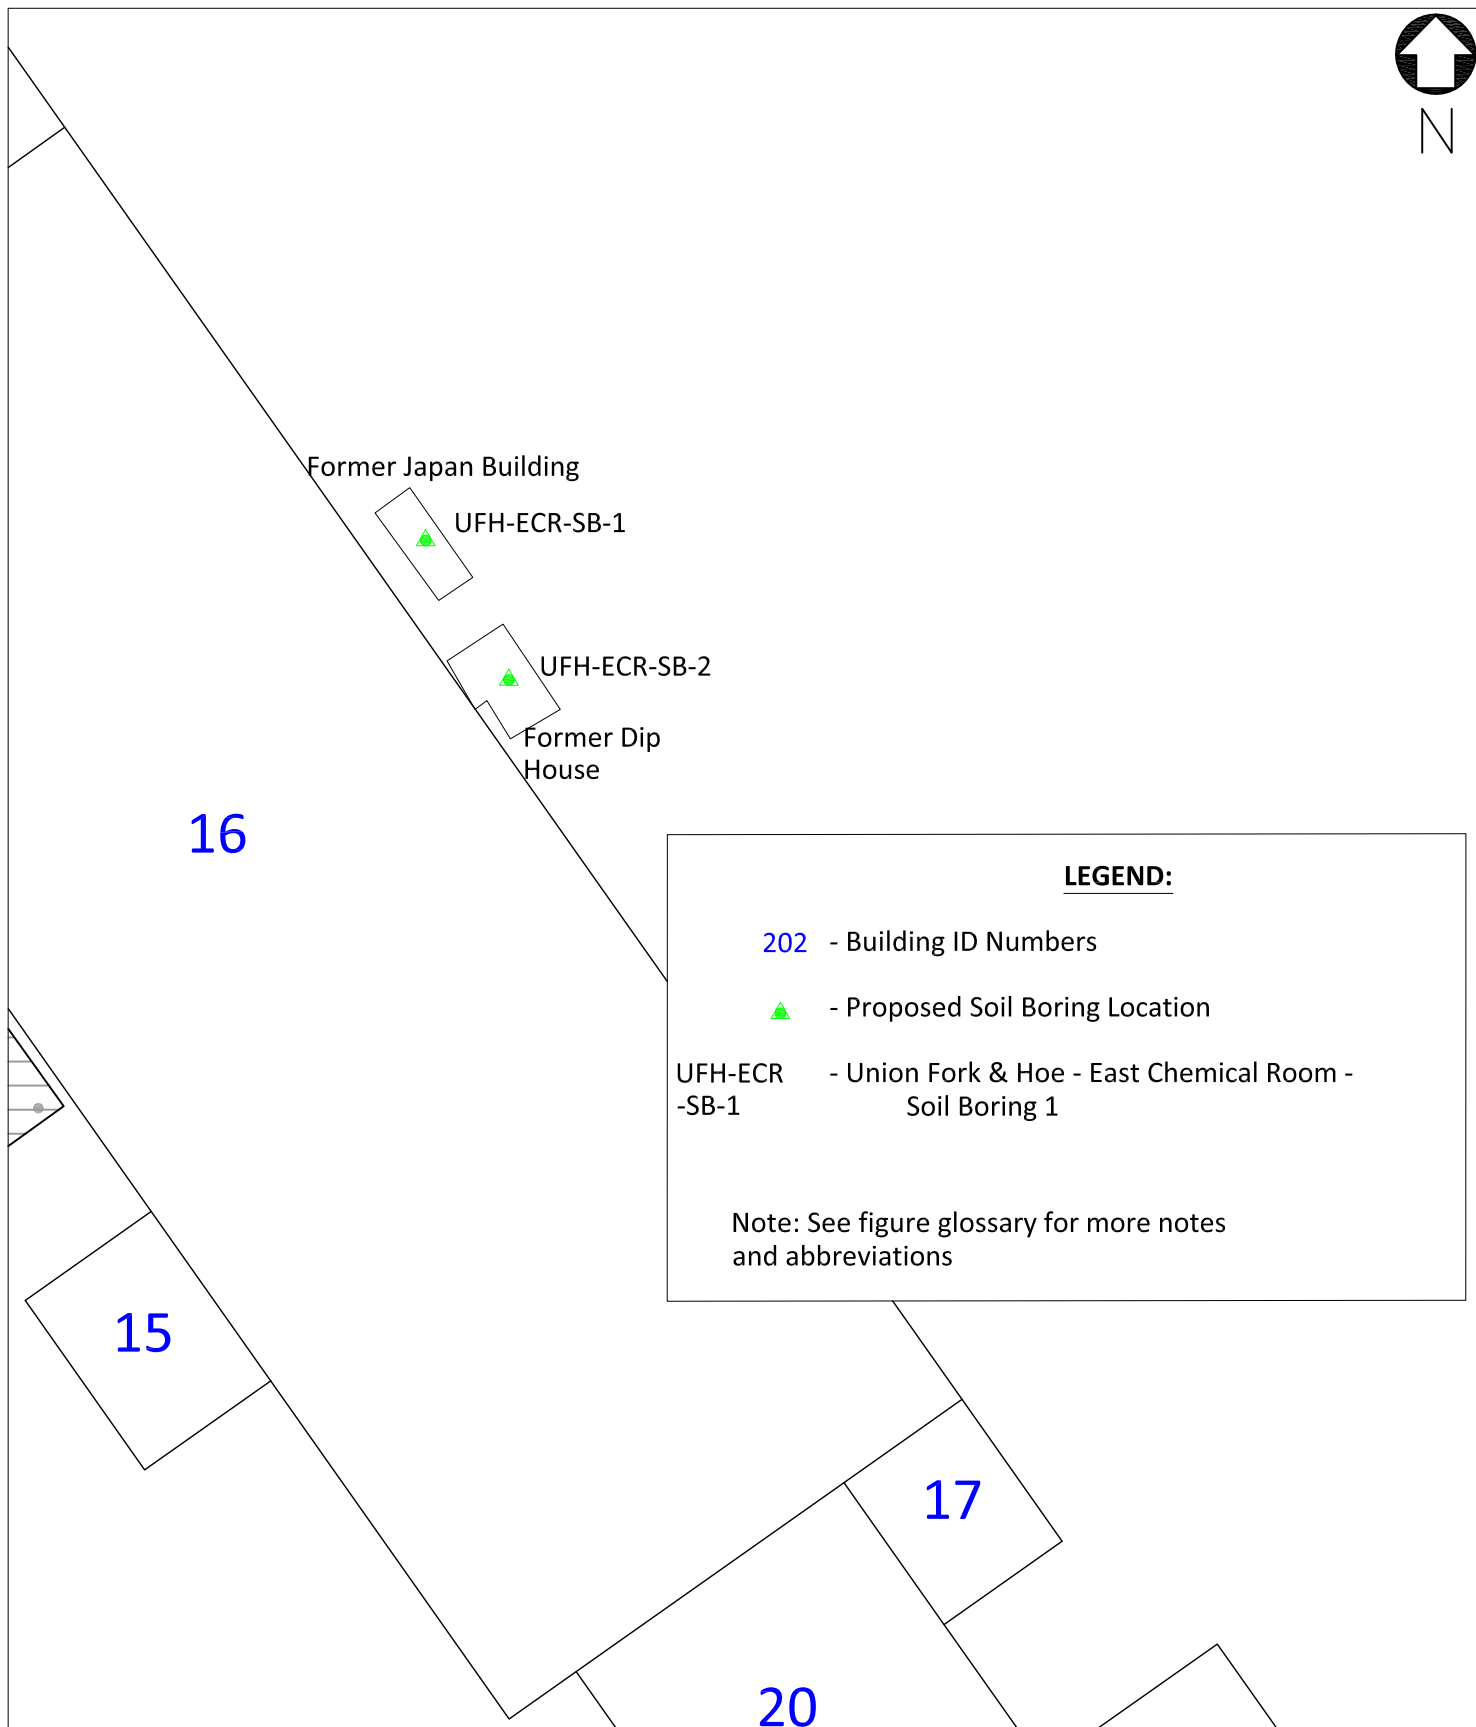 N
Former Japan Building
UFH-ECR-SB-1
UFH-ECR-SB-2
Former Dip
House
16
LEGEND:
202 - Building ID Numbers
- Proposed Soil Boring Location
UFH-ECR - Union Fork & Hoe - East Chemical Room -
-SB-1 Soil Boring 1
Note: See figure glossary for more notes
and abbreviations
15
17
20